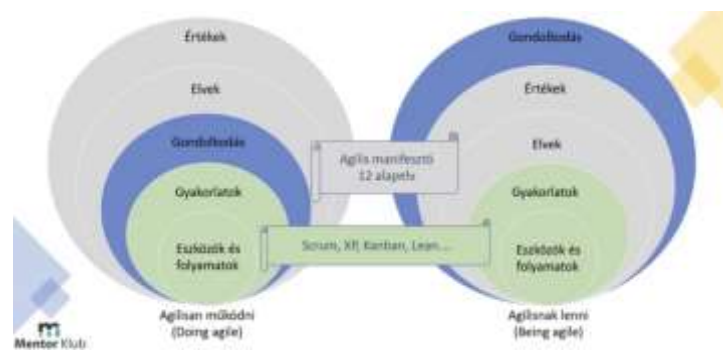 Értékek
Elvek
Gondolkodás
Gyakorlatok
Eszközök és
folyamatok
Agilisan működni
(Doing agile)
Agilis manifesztó
12 alapelv
Scrum, XP, Kanban, Lean...
Gondolkodás
Értékek
Elvek
Gyakorlatok
Eszközök és
folyamatok
Agilisnak lenni
(Being agile)
Mentor Klub